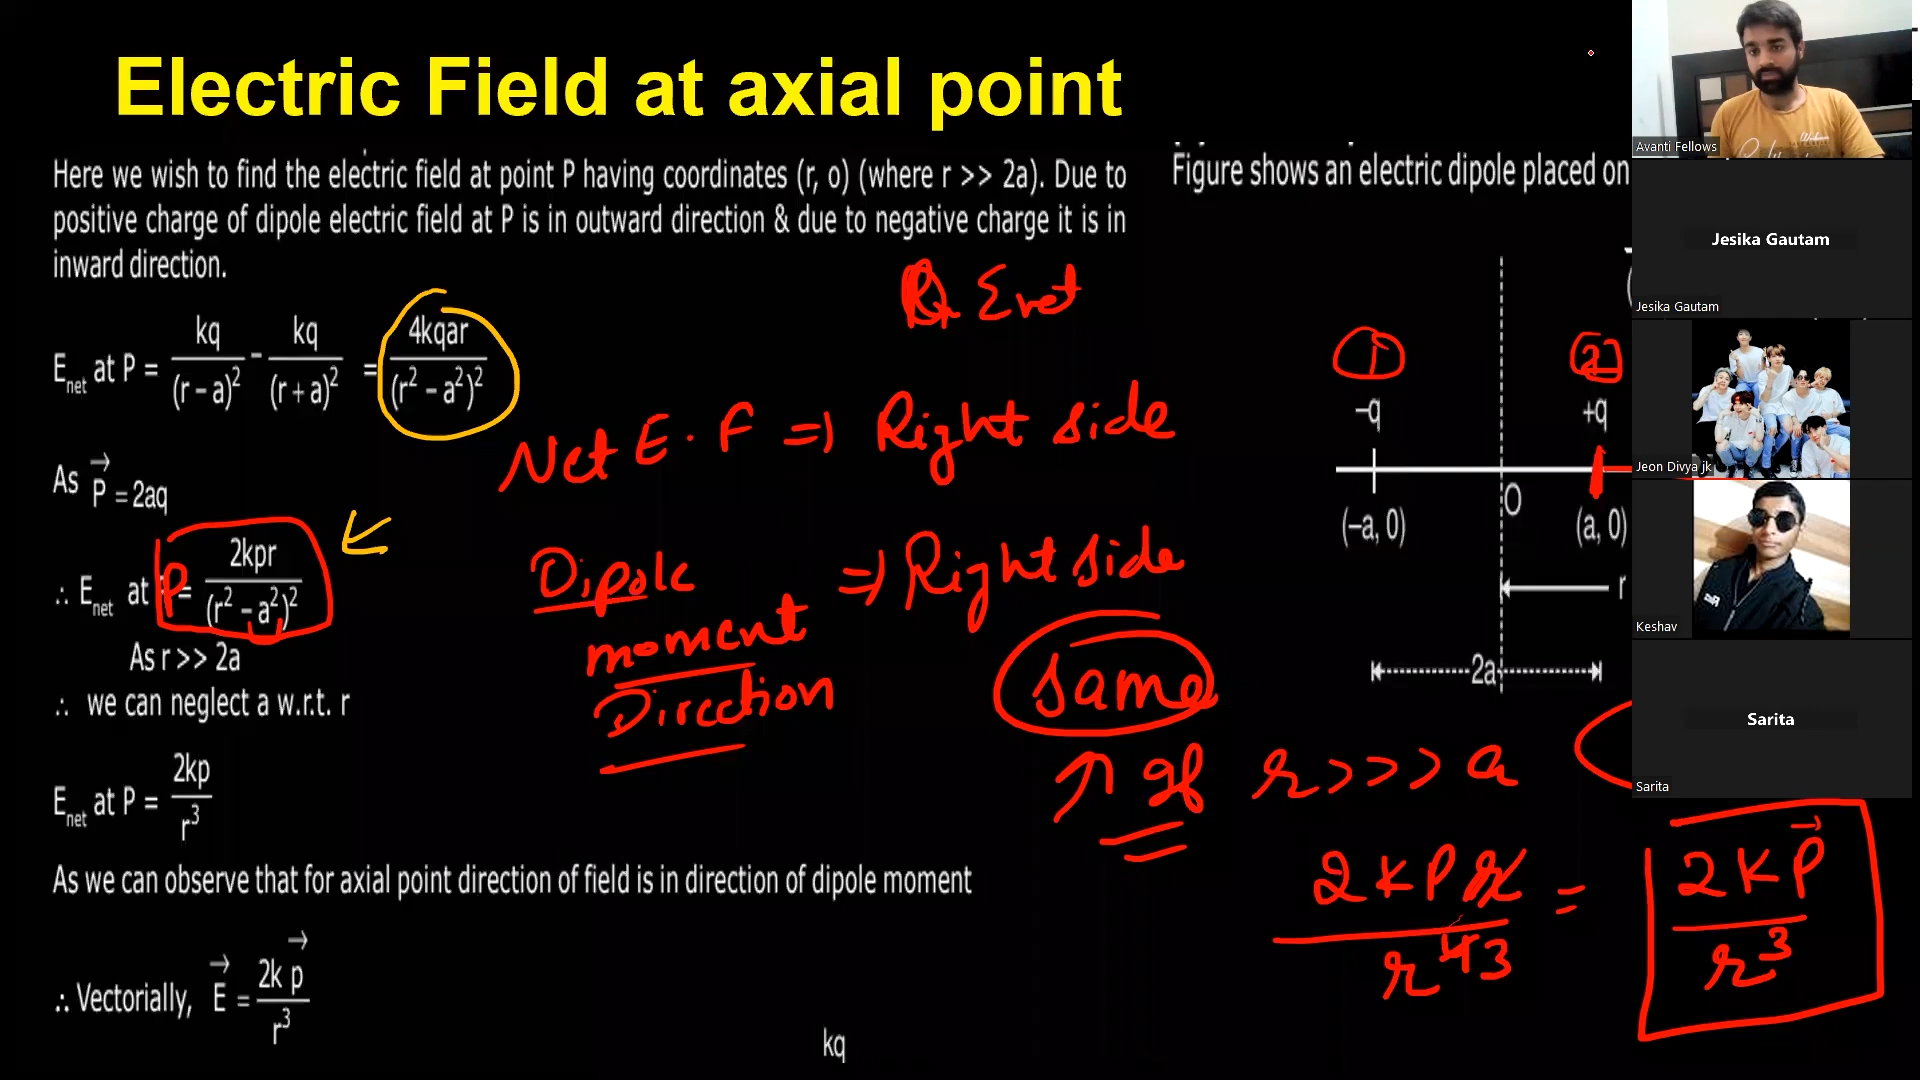 Electric Field at axial point
Here we wish to find the electric field at point P having coordinates (r, o) (where r >> 2a). Due to
positive charge of dipole electric field at P is in outward direction & due to negative charge it is in
inward direction.
E_net at P = kq/(r – a)² - kq/(r + a)² = 4kqar/(r² – a²)²
As P⃗ = 2aq
∴ E_net at P = 2kpr/(r² – a²)²
As r >> 2a
∴ we can neglect a w.r.t. r
E_net at P = 2kp/r³
As we can observe that for axial point direction of field is in direction of dipole moment
∴ Vectorially, E⃗ = 2k p⃗/r³
kq
Enet
Net E.F ⇒ Right side
Dipole ⇒ Right side
moment
Direction
Same
↑ If r >>> a
2KPr/r⁴3 = 2KP⃗/r³
Figure shows an electric dipole placed on
1 2
–q +q
O
(–a, 0) (a, 0)
r
2a
Avanti Fellows
Jesika Gautam
Jesika Gautam
Jeon Divya jk
Keshav
Sarita
Sarita